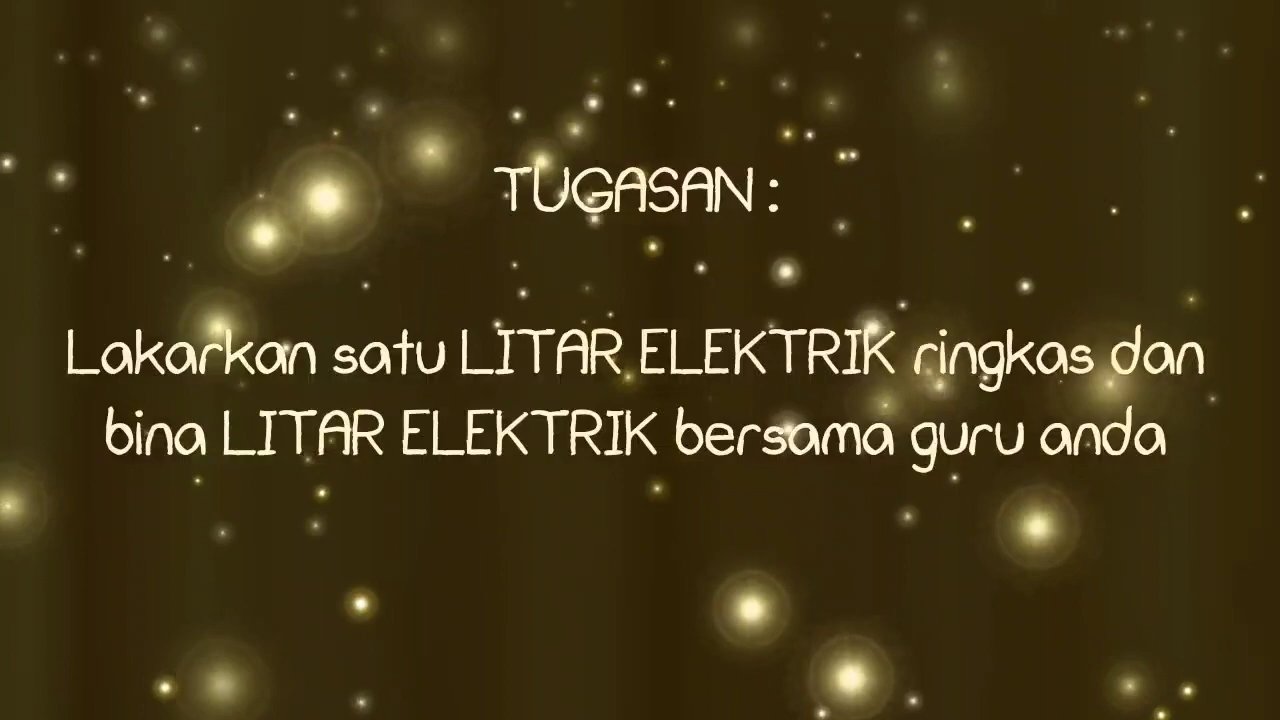 TUGASAN :
Lakarkan satu LITAR ELEKTRIK ringkas dan
bina LITAR ELEKTRIK bersama guru anda